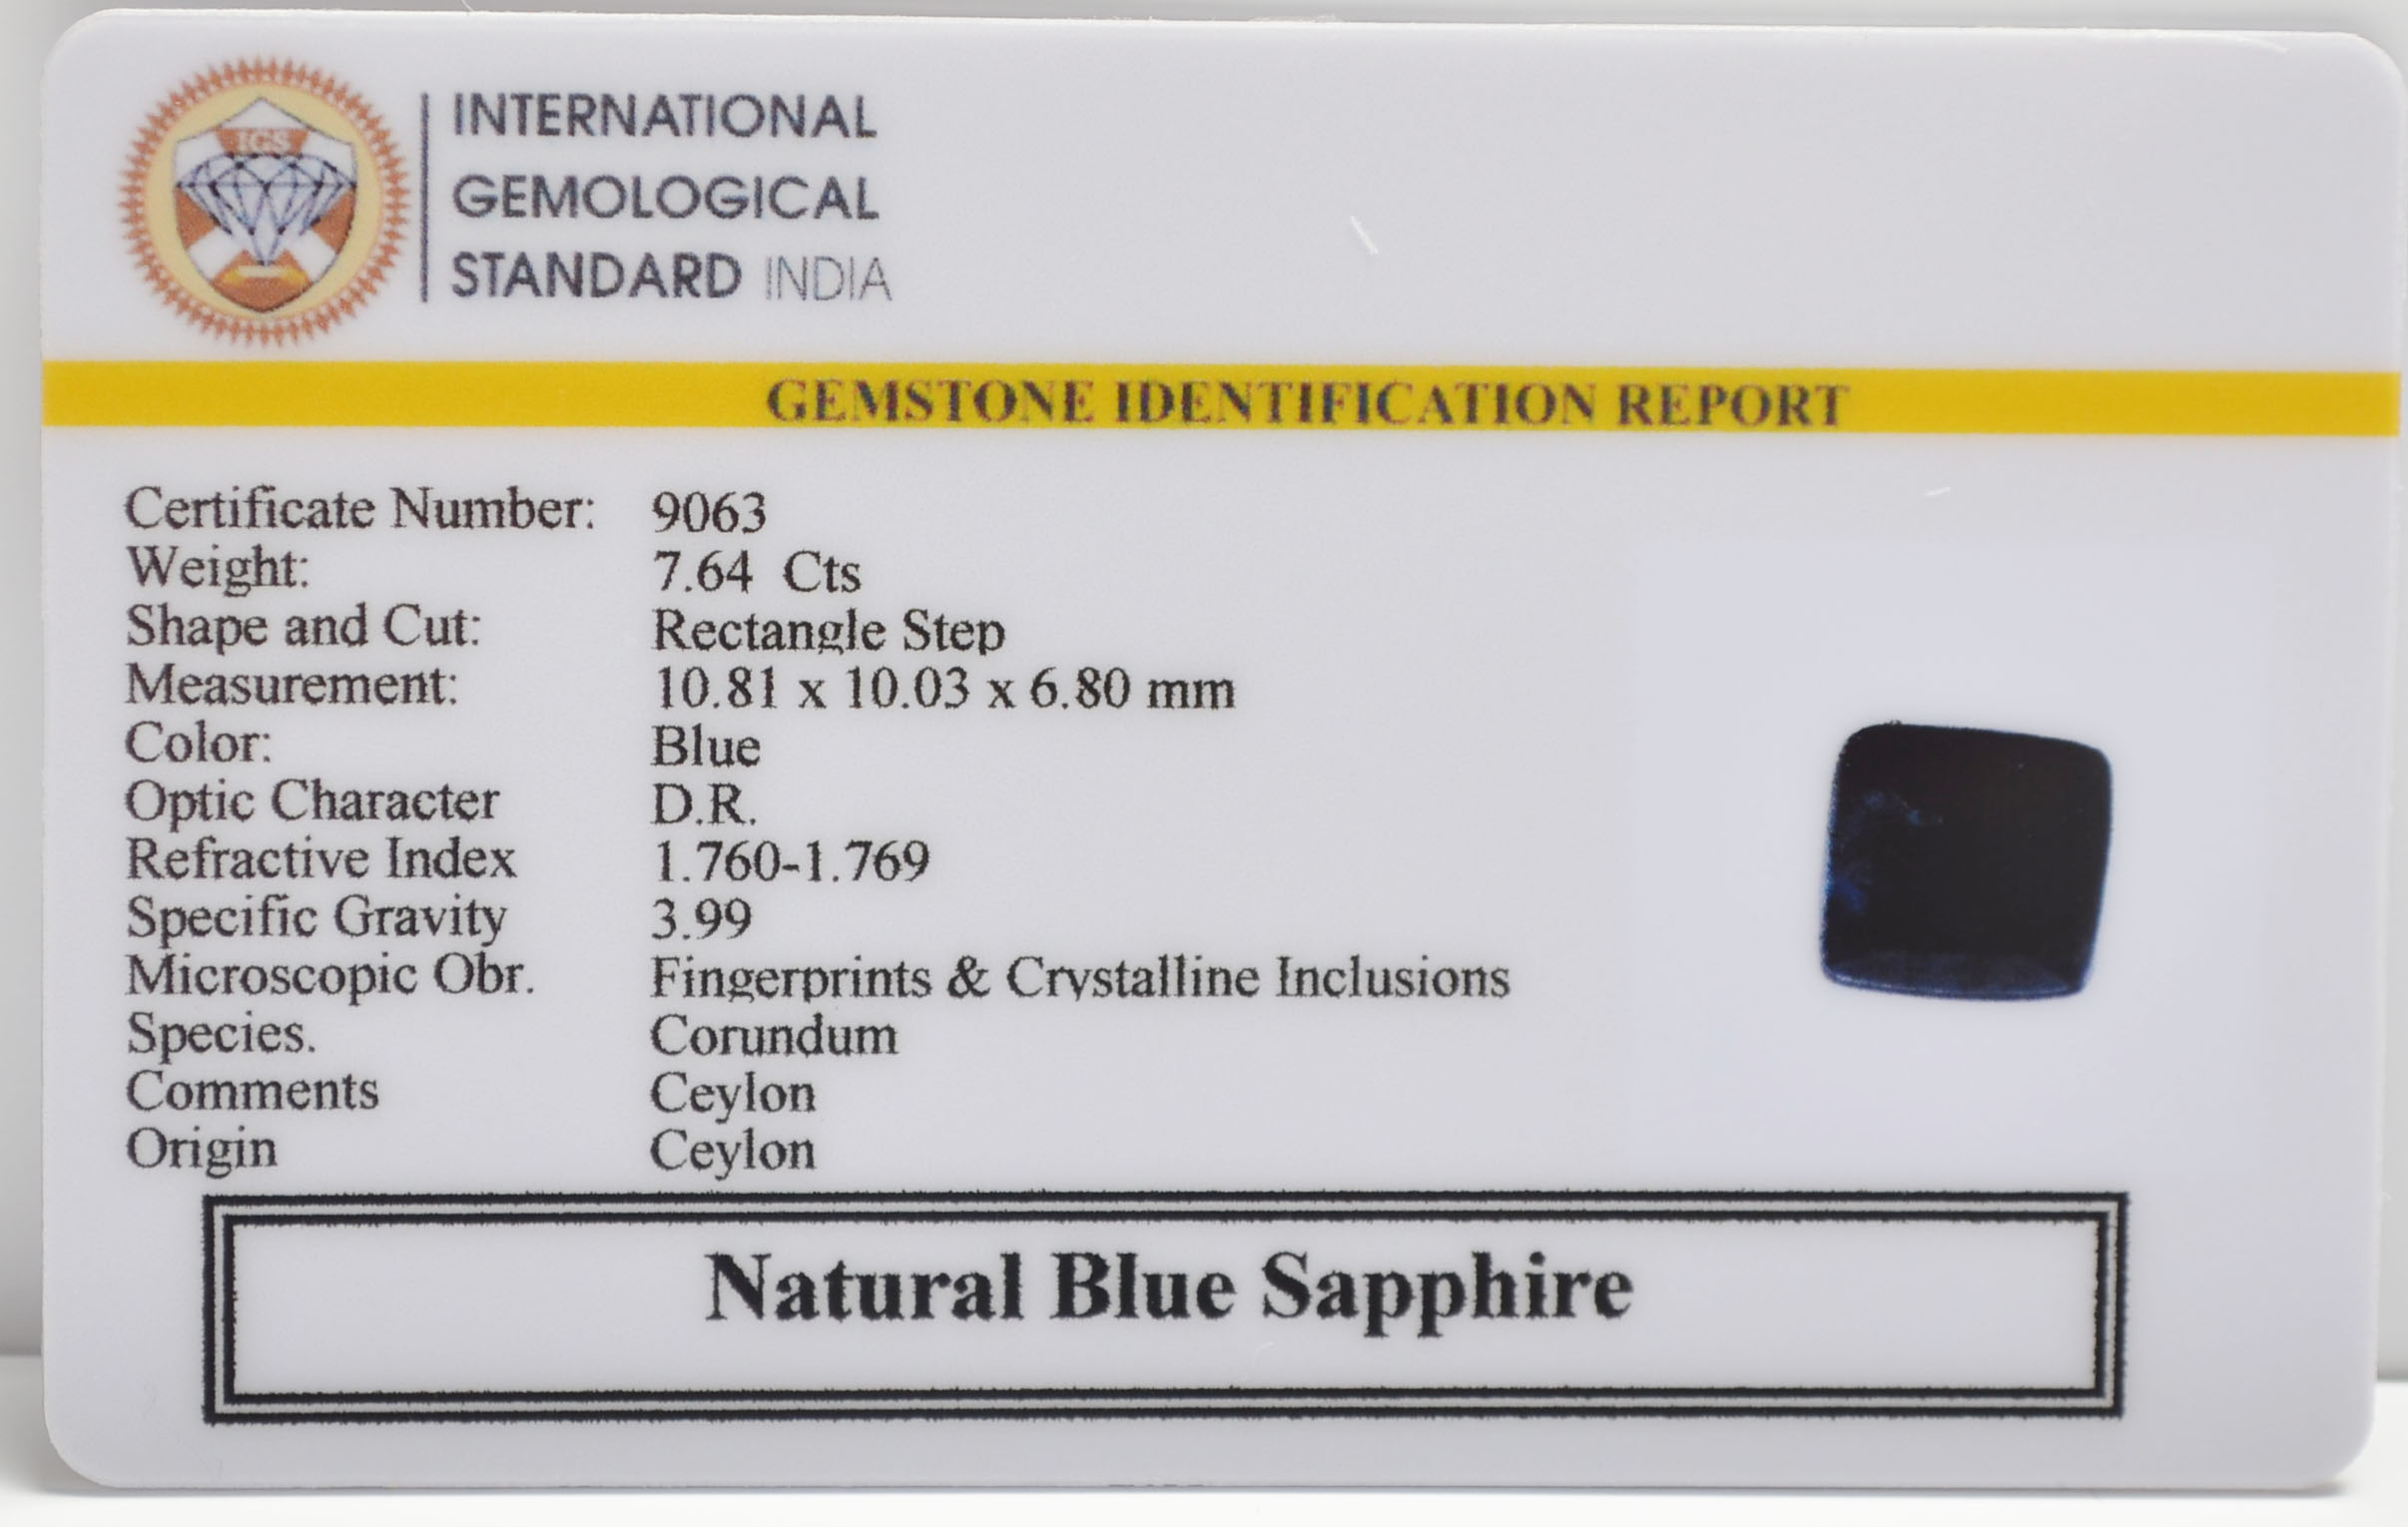 IGS
INTERNATIONAL
GEMOLOGICAL
STANDARD INDIA
GEMSTONE IDENTIFICATION REPORT
Certificate Number: 9063
Weight: 7.64 Cts
Shape and Cut: Rectangle Step
Measurement: 10.81 x 10.03 x 6.80 mm
Color: Blue
Optic Character D.R.
Refractive Index 1.760-1.769
Specific Gravity 3.99
Microscopic Obr. Fingerprints & Crystalline Inclusions
Species. Corundum
Comments Ceylon
Origin Ceylon
Natural Blue Sapphire